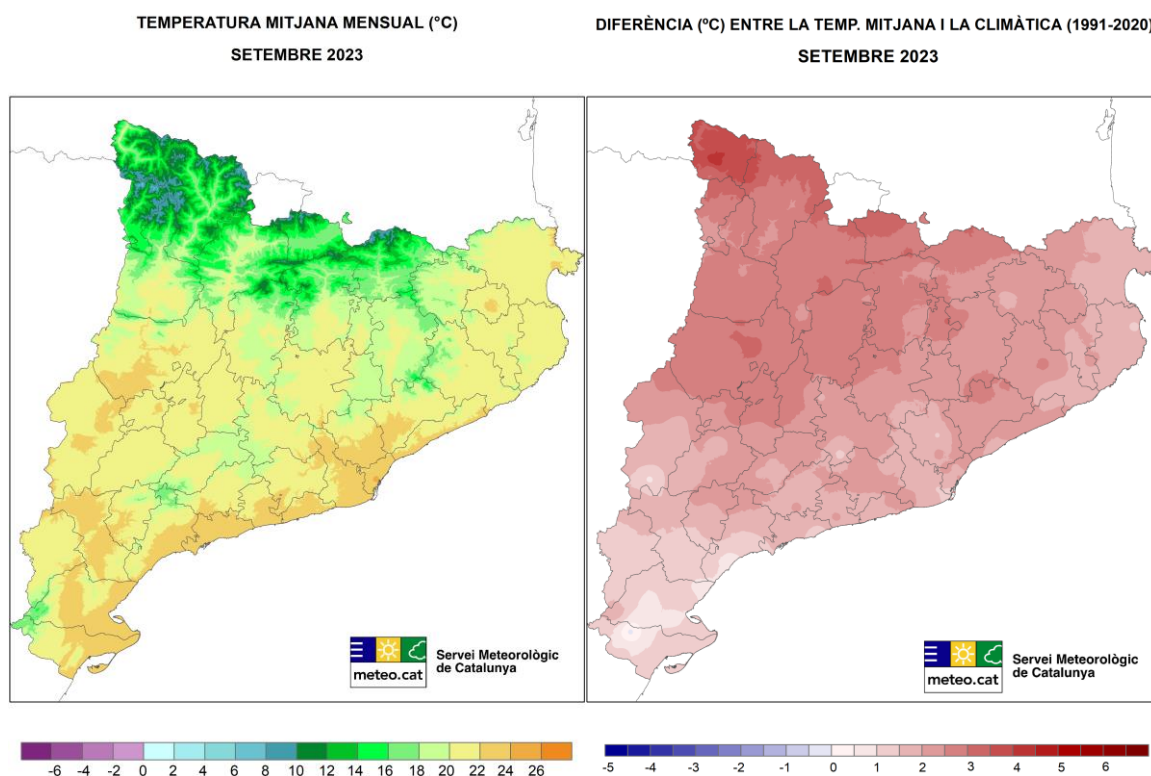 TEMPERATURA MITJANA MENSUAL (°C)
SETEMBRE 2023
DIFERÈNCIA (ºC) ENTRE LA TEMP. MITJANA I LA CLIMÀTICA (1991-2020)
SETEMBRE 2023
meteo.cat
Servei Meteorològic
de Catalunya
meteo.cat
Servei Meteorològic
de Catalunya
-6 -4 -2 0 2 4 6 8 10 12 14 16 18 20 22 24 26
-5 -4 -3 -2 -1 0 1 2 3 4 5 6